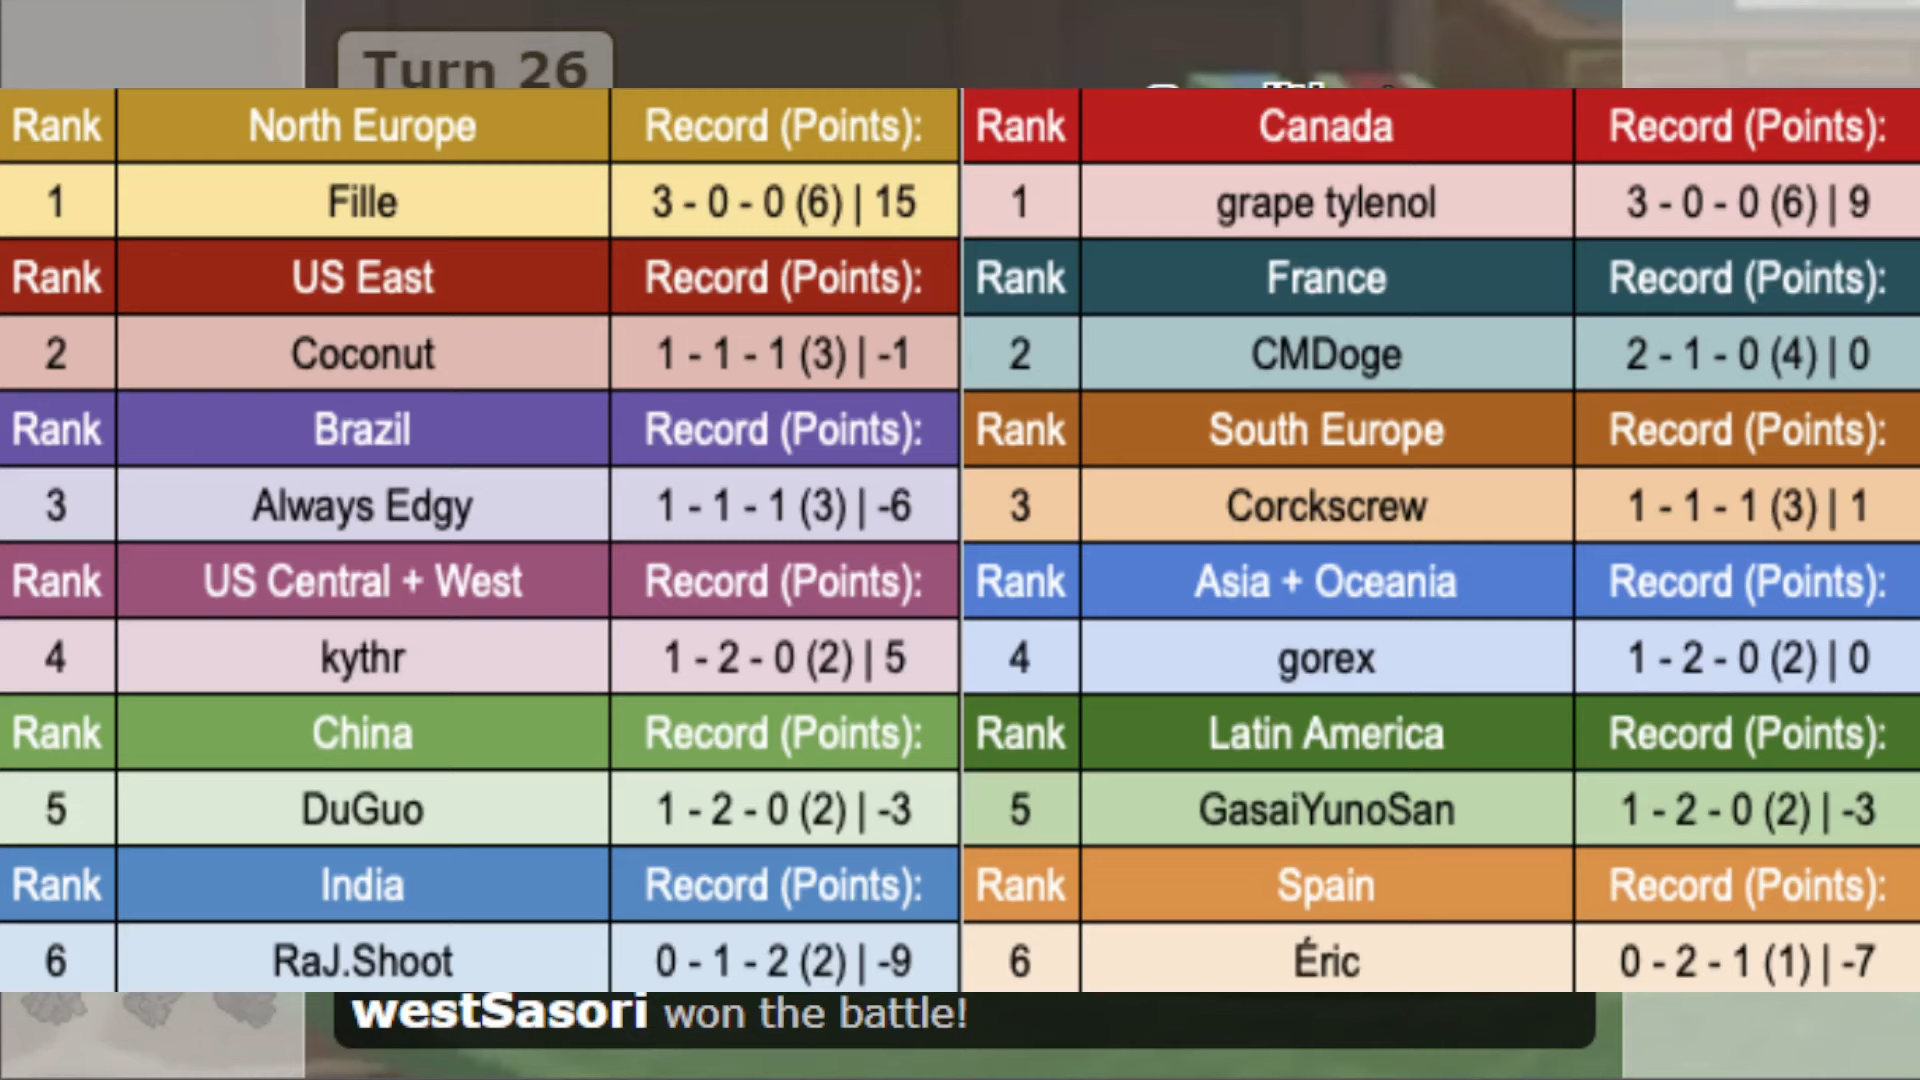 Turn 26
Rank North Europe Record (Points):
1 Fille 3 - 0 - 0 (6) | 15
Rank US East Record (Points):
2 Coconut 1 - 1 - 1 (3) | -1
Rank Brazil Record (Points):
3 Always Edgy 1 - 1 - 1 (3) | -6
Rank US Central + West Record (Points):
4 kythr 1 - 2 - 0 (2) | 5
Rank China Record (Points):
5 DuGuo 1 - 2 - 0 (2) | -3
Rank India Record (Points):
6 RaJ.Shoot 0 - 1 - 2 (2) | -9
Rank Canada Record (Points):
1 grape tylenol 3 - 0 - 0 (6) | 9
Rank France Record (Points):
2 CMDoge 2 - 1 - 0 (4) | 0
Rank South Europe Record (Points):
3 Corckscrew 1 - 1 - 1 (3) | 1
Rank Asia + Oceania Record (Points):
4 gorex 1 - 2 - 0 (2) | 0
Rank Latin America Record (Points):
5 GasaiYunoSan 1 - 2 - 0 (2) | -3
Rank Spain Record (Points):
6 Éric 0 - 2 - 1 (1) | -7
westSasori won the battle!